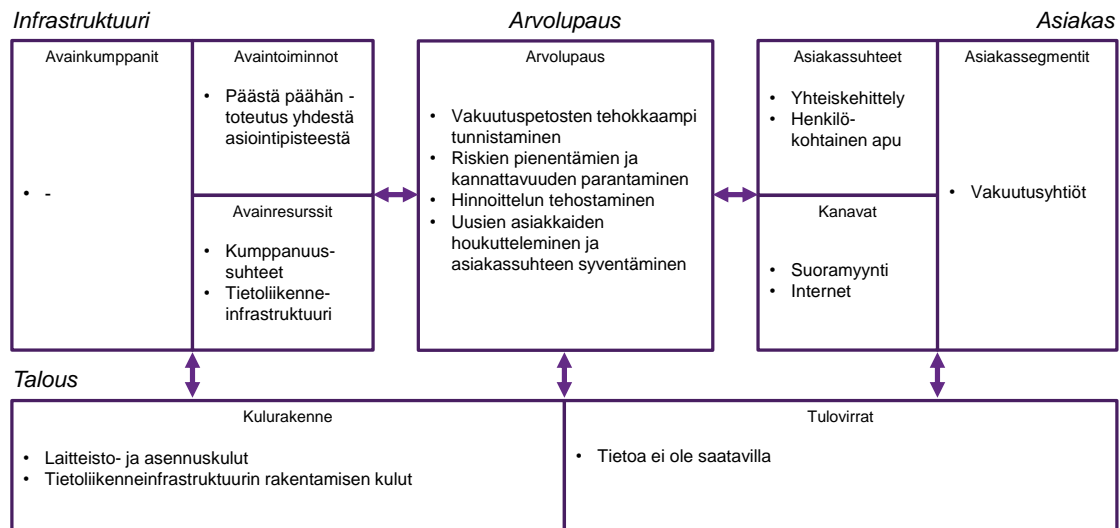 Infrastruktuuri
Arvolupaus
Asiakas
Avainkumppanit
• -
Avaintoiminnot
• Päästä päähän -
toteutus yhdestä
asiointipisteestä
Avainresurssit
• Kumppanuus-
suhteet
• Tietoliikenne-
infrastruktuuri
Arvolupaus
• Vakuutuspetosten tehokkaampi
tunnistaminen
• Riskien pienentämien ja
kannattavuuden parantaminen
• Hinnoittelun tehostaminen
• Uusien asiakkaiden
houkutteleminen ja
asiakassuhteen syventäminen
Asiakassuhteet
• Yhteiskehittely
• Henkilö-
kohtainen apu
Kanavat
• Suoramyynti
• Internet
Asiakassegmentit
• Vakuutusyhtiöt
Talous
Kulurakenne
• Laitteisto- ja asennuskulut
• Tietoliikenneinfrastruktuurin rakentamisen kulut
Tulovirrat
• Tietoa ei ole saatavilla